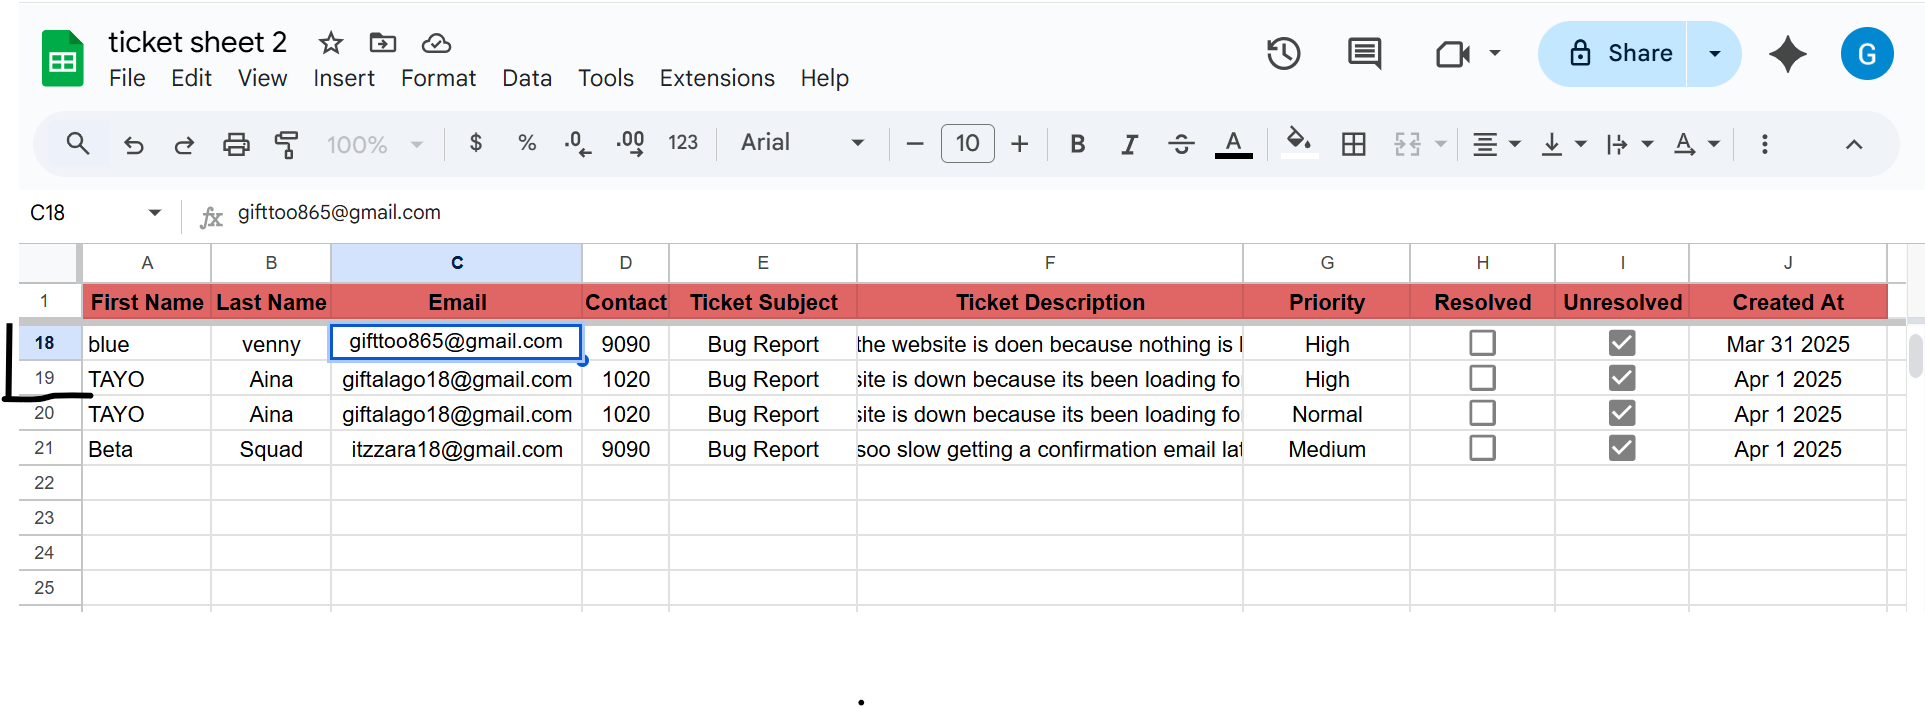 ticket sheet 2
File Edit View Insert Format Data Tools Extensions Help
Share G
100% $ % .0 .00 123 Arial 10 B I A A
C18 fx gifttoo865@gmail.com
A B C D E F G H I J
1 First Name Last Name Email Contact Ticket Subject Ticket Description Priority Resolved Unresolved Created At
18 blue venny gifttoo865@gmail.com 9090 Bug Report the website is doen because nothing is High Mar 31 2025
19 TAYO Aina giftalago18@gmail.com 1020 Bug Report site is down because its been loading fo High Apr 1 2025
20 TAYO Aina giftalago18@gmail.com 1020 Bug Report site is down because its been loading fo Normal Apr 1 2025
21 Beta Squad itzzara18@gmail.com 9090 Bug Report soo slow getting a confirmation email lat Medium Apr 1 2025
22
23
24
25